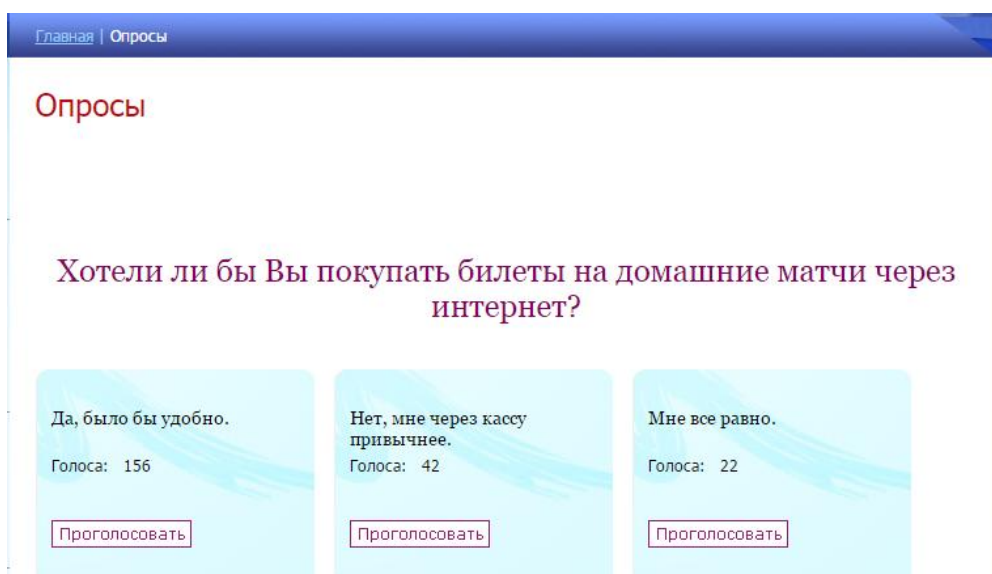 Главная | Опросы
Опросы
Хотели ли бы Вы покупать билеты на домашние матчи через
интернет?
Да, было бы удобно.
Голоса: 156
Проголосовать
Нет, мне через кассу
привычнее.
Голоса: 42
Проголосовать
Мне все равно.
Голоса: 22
Проголосовать